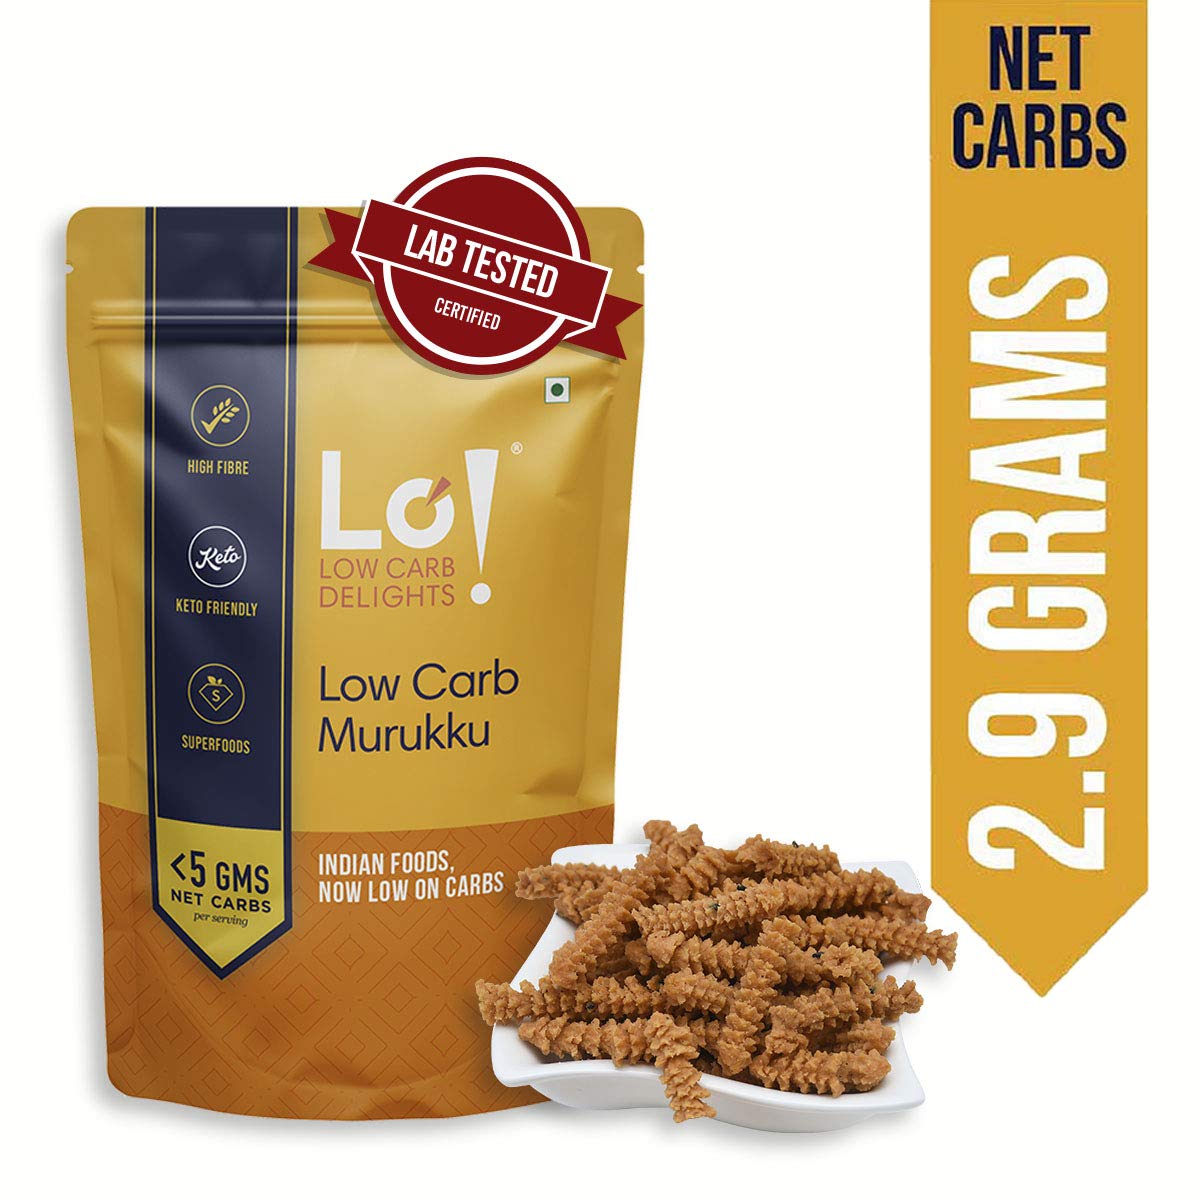 LAB TESTED
CERTIFIED
HIGH FIBRE
Keto
KETO FRIENDLY
S
SUPERFOODS
<5 GMS
NET CARBS
per serving
Ló!®
LOW CARB
DELIGHTS
Low Carb
Murukku
INDIAN FOODS,
NOW LOW ON CARBS
NET
CARBS
2.9 GRAMS